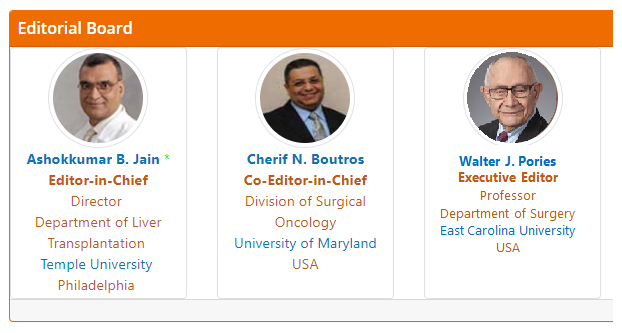 Editorial Board
Ashokkumar B. Jain *
Editor-in-Chief
Director
Department of Liver
Transplantation
Temple University
Philadelphia
Cherif N. Boutros
Co-Editor-in-Chief
Division of Surgical
Oncology
University of Maryland
USA
Walter J. Pories
Executive Editor
Professor
Department of Surgery
East Carolina University
USA